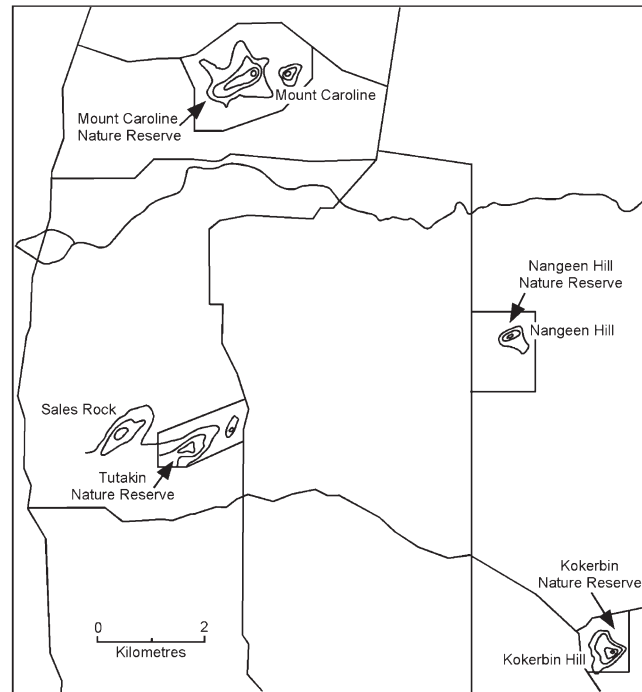 Mount Caroline
Mount Caroline
Nature Reserve
Nangeen Hill
Nature Reserve
Nangeen Hill
Sales Rock
Tutakin
Nature Reserve
Kokerbin
Nature Reserve
Kokerbin Hill
0 2
Kilometres